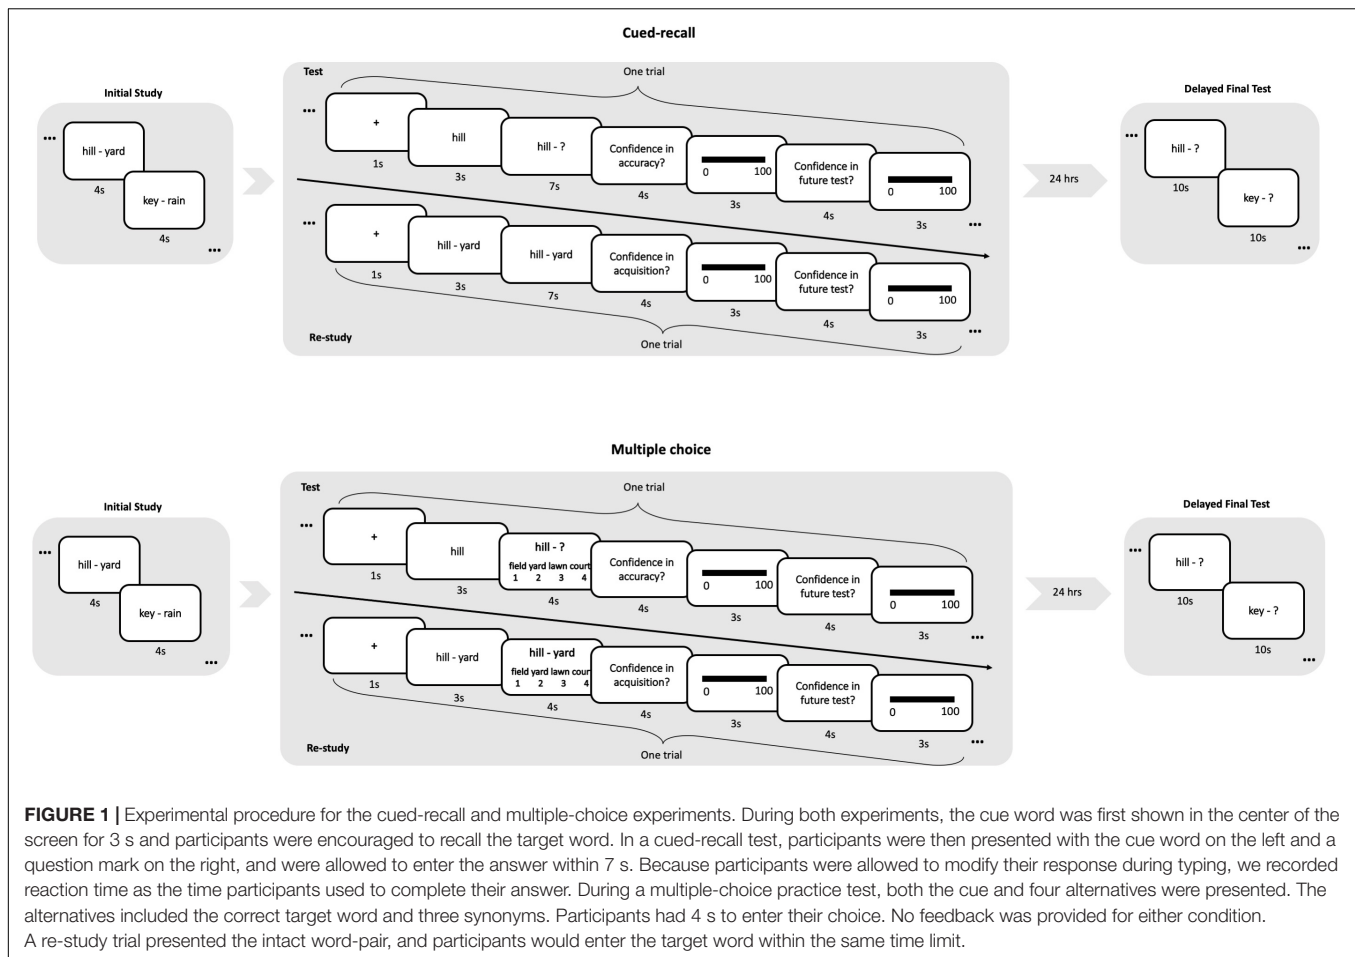 Cued-recall
Initial Study
...
hill - yard
4s
key - rain
4s
...
Test
One trial
...
+
1s
hill
3s
hill - ?
7s
Confidence in
accuracy?
4s
0 100
3s
Confidence in
future test?
4s
0 100
3s
...
...
+
1s
hill - yard
3s
hill - yard
7s
Confidence in
acquisition?
4s
0 100
3s
Confidence in
future test?
4s
0 100
3s
...
Re-study
One trial
24 hrs
Delayed Final Test
...
hill - ?
10s
key - ?
10s
...
Multiple choice
Initial Study
...
hill - yard
4s
key - rain
4s
...
Test
One trial
...
+
1s
hill
3s
hill - ?
field yard lawn court
1 2 3 4
4s
Confidence in
accuracy?
4s
0 100
3s
Confidence in
future test?
4s
0 100
3s
...
...
+
1s
hill - yard
3s
hill - yard
field yard lawn court
1 2 3 4
4s
Confidence in
acquisition?
4s
0 100
3s
Confidence in
future test?
4s
0 100
3s
...
Re-study
One trial
24 hrs
Delayed Final Test
...
hill - ?
10s
key - ?
10s
...
FIGURE 1 | Experimental procedure for the cued-recall and multiple-choice experiments. During both experiments, the cue word was first shown in the center of the
screen for 3 s and participants were encouraged to recall the target word. In a cued-recall test, participants were then presented with the cue word on the left and a
question mark on the right, and were allowed to enter the answer within 7 s. Because participants were allowed to modify their response during typing, we recorded
reaction time as the time participants used to complete their answer. During a multiple-choice practice test, both the cue and four alternatives were presented. The
alternatives included the correct target word and three synonyms. Participants had 4 s to enter their choice. No feedback was provided for either condition.
A re-study trial presented the intact word-pair, and participants would enter the target word within the same time limit.